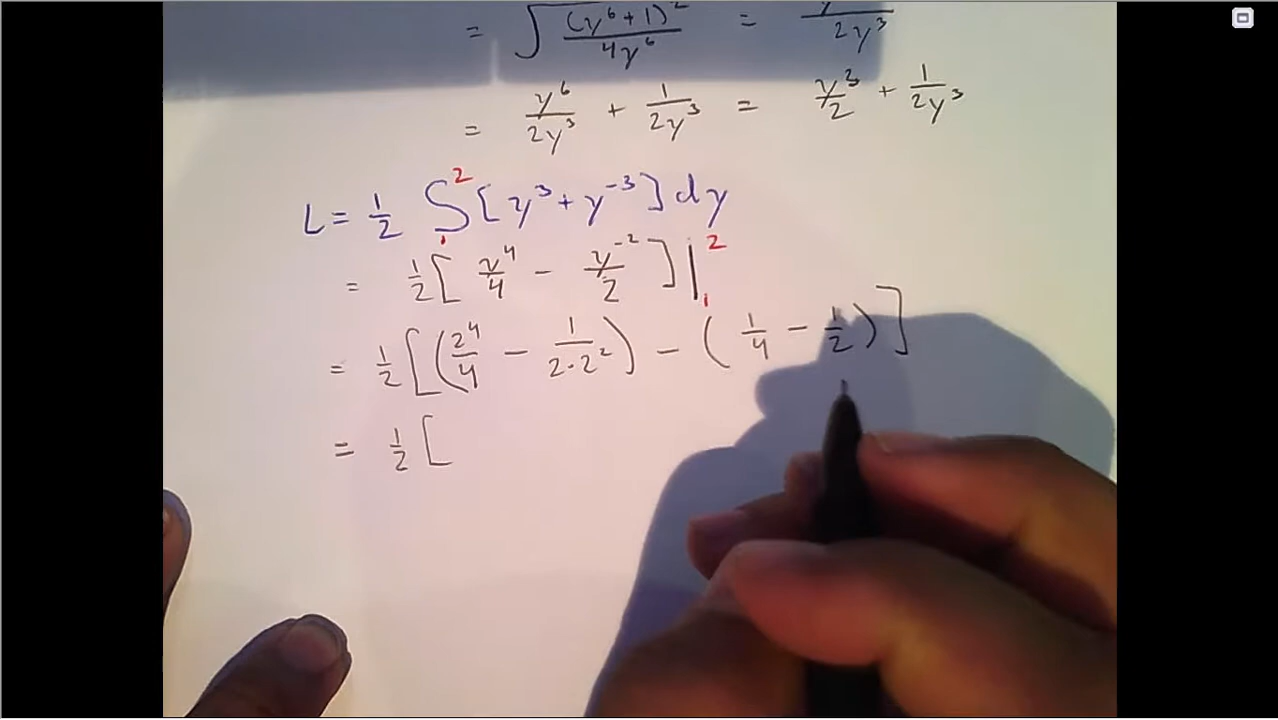 = √(y⁶+1)²/4y⁶ = /2y³
= y⁶/2y³ + 1/2y³ = y³/2 + 1/2y³
L = 1/2 ∫₁² [y³ + y⁻³] dy
= 1/2 [y⁴/4 − y⁻²/2] |₁²
= 1/2 [(2⁴/4 − 1/2·2²) − (1/4 − 1/2)]
= 1/2 [